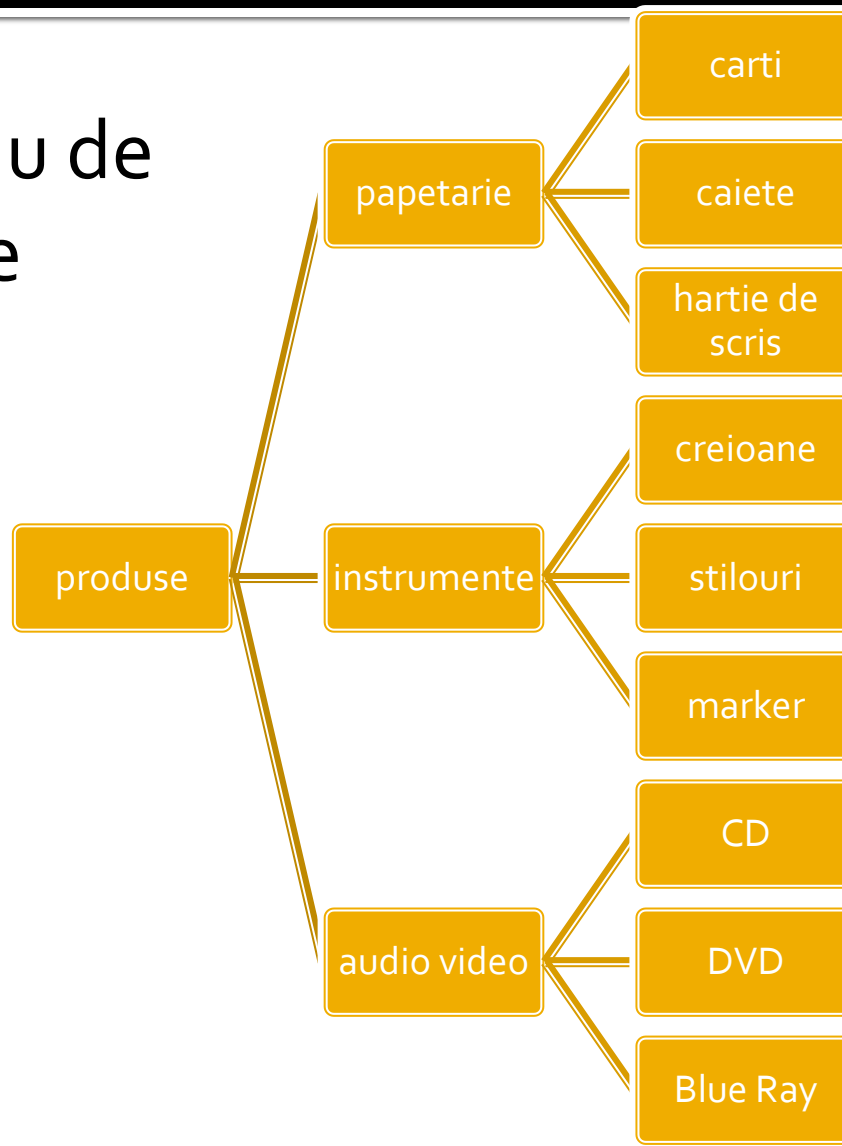 u de
e
produse
papetarie
carti
caiete
hartie de
scris
instrumente
creioane
stilouri
marker
audio video
CD
DVD
Blue Ray